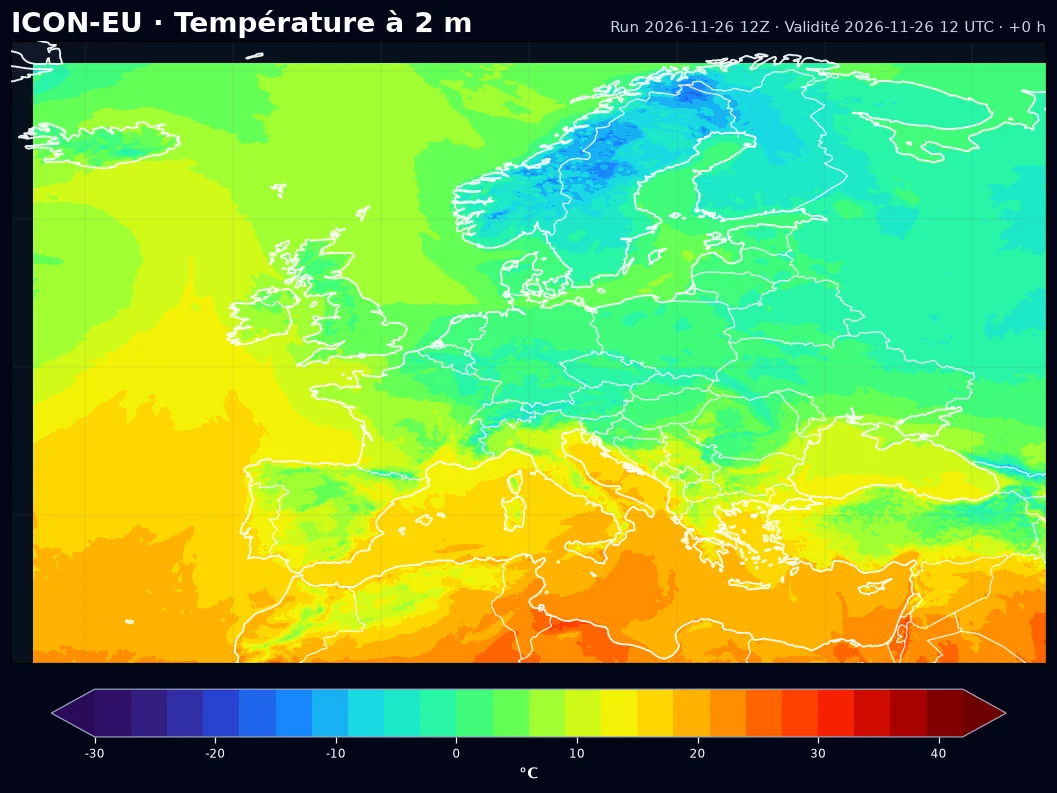 ICON-EU · Température à 2 m
Run 2026-11-26 12Z · Validité 2026-11-26 12 UTC · +0 h
-30 -20 -10 0 10 20 30 40
°C